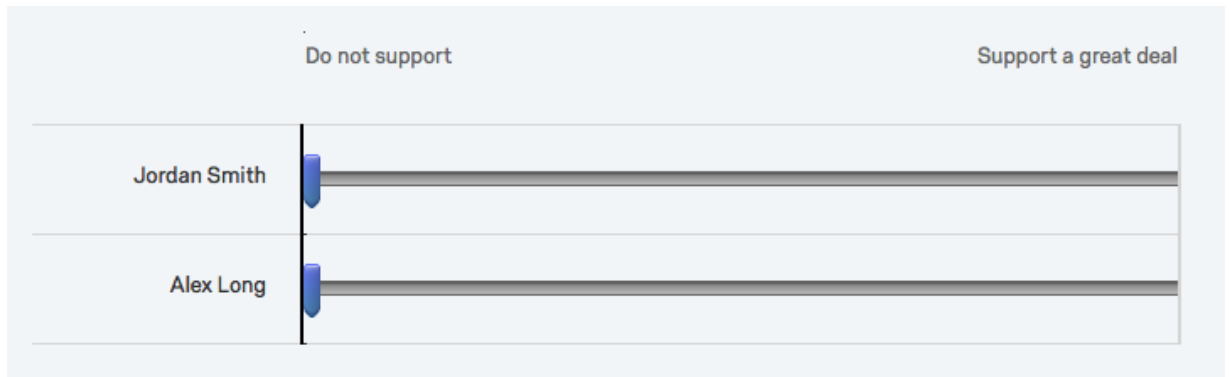 Do not support
Support a great deal
Jordan Smith
Alex Long